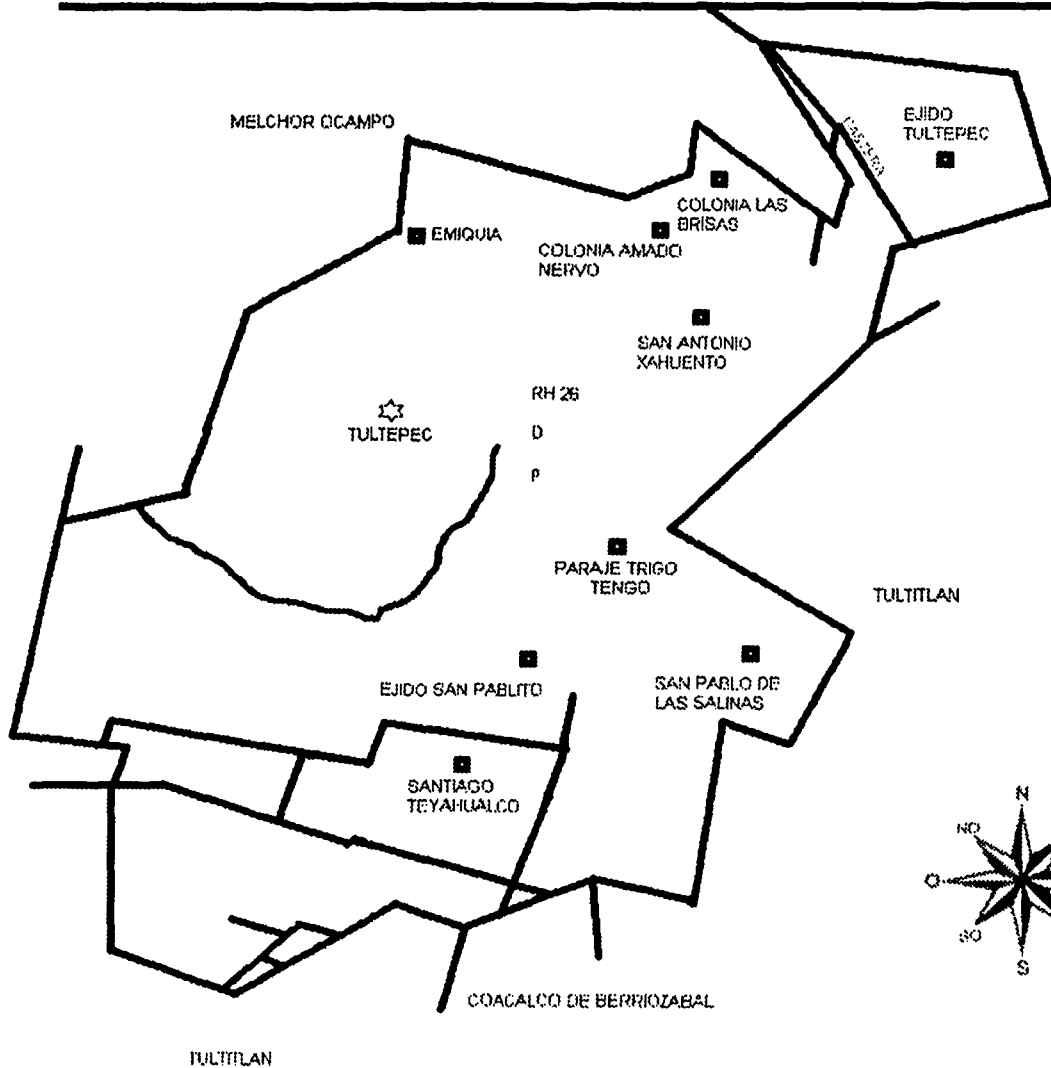 MELCHOR OCAMPO
EJIDO
TULTEPEC
COLONIA LAS
BRISAS
EMIQUIA
COLONIA AMADO
NERVO
SAN ANTONIO
XAHUENTO
RH 26
D
P
TULTEPEC
PARAJE TRIGO
TENGO
TULTITLAN
EJIDO SAN PABLITO
SAN PABLO DE
LAS SALINAS
SANTIAGO
TEYAHUALCO
N
NO
O
SO
S
COACALCO DE BERRIOZABAL
TULTITLAN